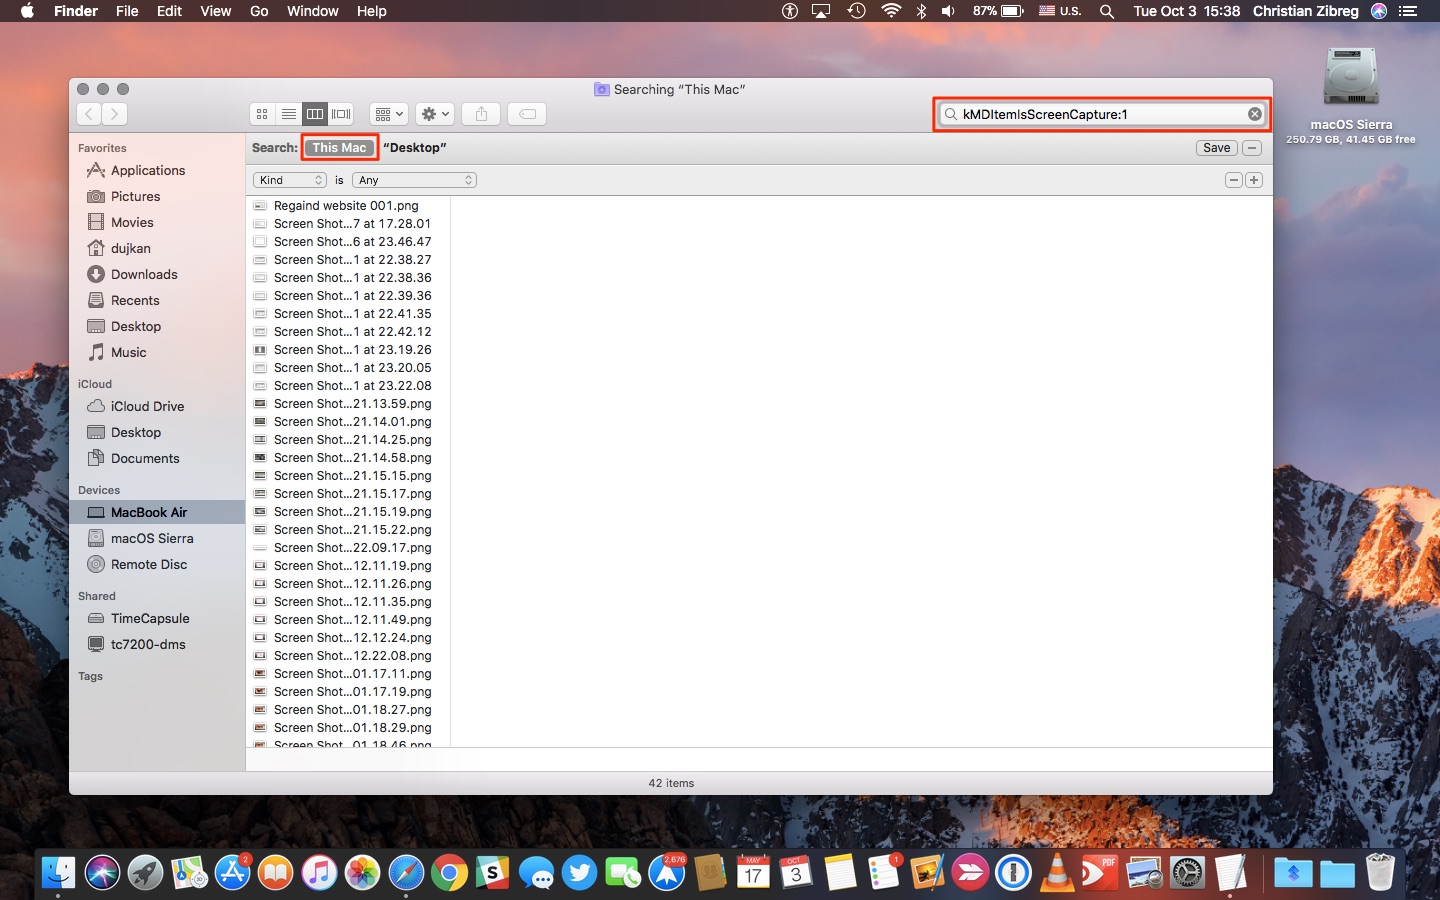 Finder File Edit View Go Window Help 87% U.S. Tue Oct 3 15:38 Christian Zibreg
macOS Sierra
250.79 GB, 41.45 GB free
Searching “This Mac”
kMDItemIsScreenCapture:1
Search: This Mac “Desktop” Save
Kind is Any
Favorites
Applications
Pictures
Movies
dujkan
Downloads
Recents
Desktop
Music
iCloud
iCloud Drive
Desktop
Documents
Devices
MacBook Air
macOS Sierra
Remote Disc
Shared
TimeCapsule
tc7200-dms
Tags
Regaind website 001.png
Screen Shot...7 at 17.28.01
Screen Shot...6 at 23.46.47
Screen Shot...1 at 22.38.27
Screen Shot...1 at 22.38.36
Screen Shot...1 at 22.39.36
Screen Shot...1 at 22.41.35
Screen Shot...1 at 22.42.12
Screen Shot...1 at 23.19.26
Screen Shot...1 at 23.20.05
Screen Shot...1 at 23.22.08
Screen Shot...21.13.59.png
Screen Shot...21.14.01.png
Screen Shot...21.14.25.png
Screen Shot...21.14.58.png
Screen Shot...21.15.15.png
Screen Shot...21.15.17.png
Screen Shot...21.15.19.png
Screen Shot...21.15.22.png
Screen Shot...22.09.17.png
Screen Shot...12.11.19.png
Screen Shot...12.11.26.png
Screen Shot...12.11.35.png
Screen Shot...12.11.49.png
Screen Shot...12.12.24.png
Screen Shot...12.22.08.png
Screen Shot...01.17.11.png
Screen Shot...01.17.19.png
Screen Shot...01.18.27.png
Screen Shot...01.18.29.png
Screen Shot...01.18.46.png
42 items
2 2,676 MAY 17 OCT 3 1 PDF
S